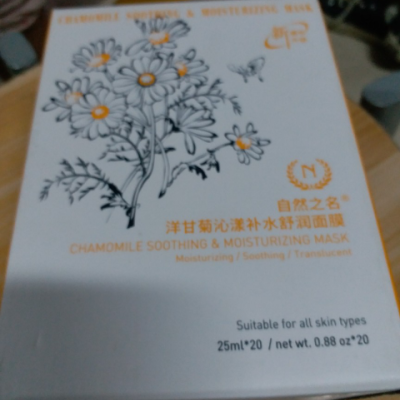 CHAMOMILE SOOTHING & MOISTURIZING MASK
新
N
自然之名®
洋甘菊沁漾补水舒润面膜
CHAMOMILE SOOTHING & MOISTURIZING MASK
Moisturizing / Soothing / Translucent
Suitable for all skin types
25ml*20 / net wt. 0.88 oz*20